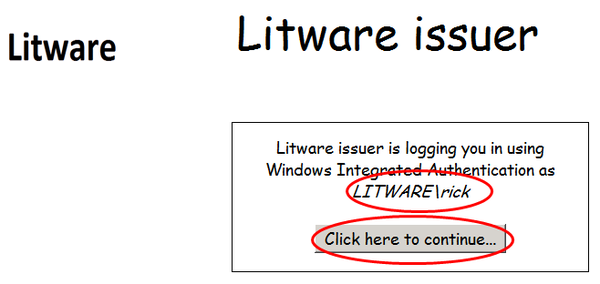 Litware
Litware issuer
Litware issuer is logging you in using
Windows Integrated Authentication as
LITWARE\rick
Click here to continue...